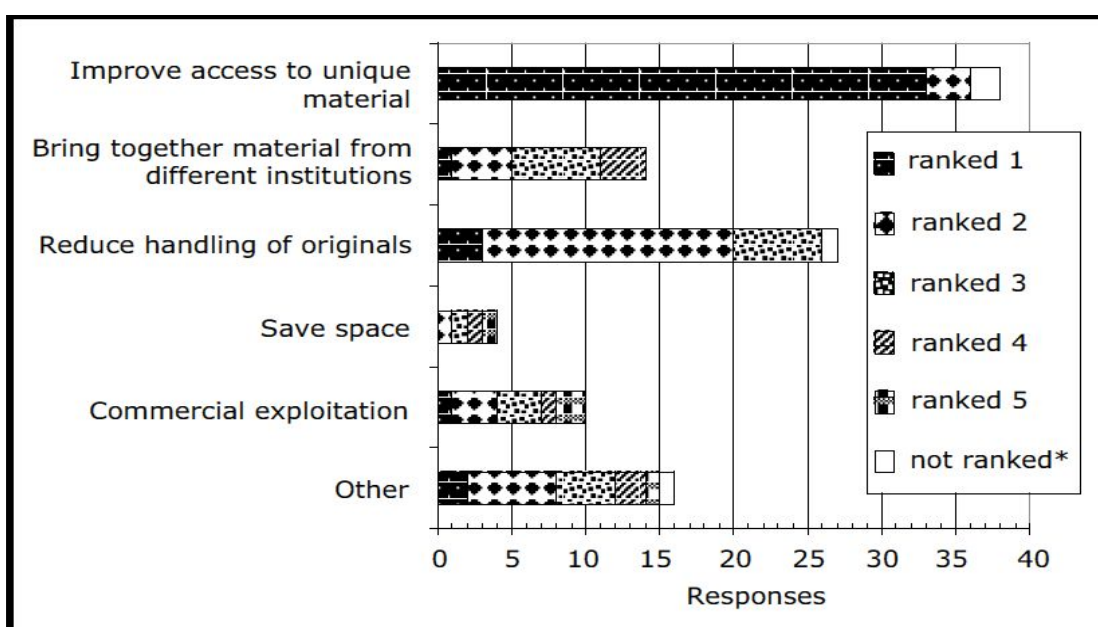 Improve access to unique
material
Bring together material from
different institutions
Reduce handling of originals
Save space
Commercial exploitation
Other
ranked 1
ranked 2
ranked 3
ranked 4
ranked 5
not ranked*
0 5 10 15 20 25 30 35 40
Responses